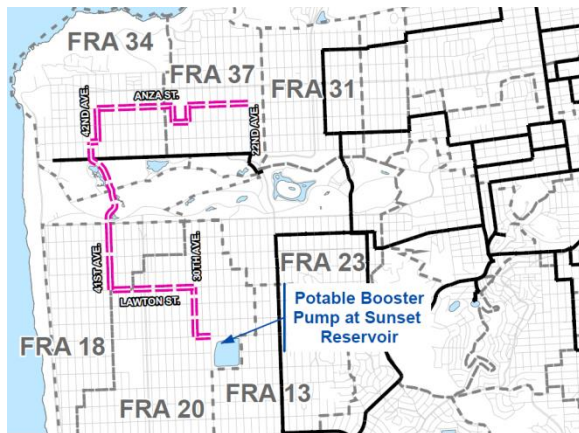 FRA 34
FRA 37
FRA 31
ANZA ST.
42ND AVE.
22ND AVE.
41ST AVE.
30TH AVE.
LAWTON ST.
FRA 23
Potable Booster
Pump at Sunset
Reservoir
FRA 18
FRA 20
FRA 13